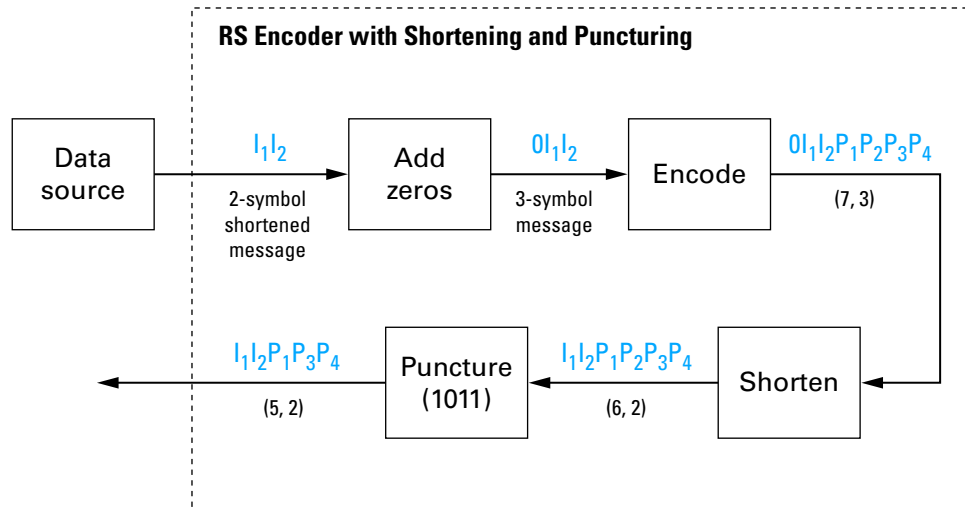 RS Encoder with Shortening and Puncturing
Data
source
I₁I₂
2-symbol
shortened
message
Add
zeros
0I₁I₂
3-symbol
message
Encode
0I₁I₂P₁P₂P₃P₄
(7, 3)
Shorten
I₁I₂P₁P₂P₃P₄
(6, 2)
Puncture
(1011)
I₁I₂P₁P₃P₄
(5, 2)